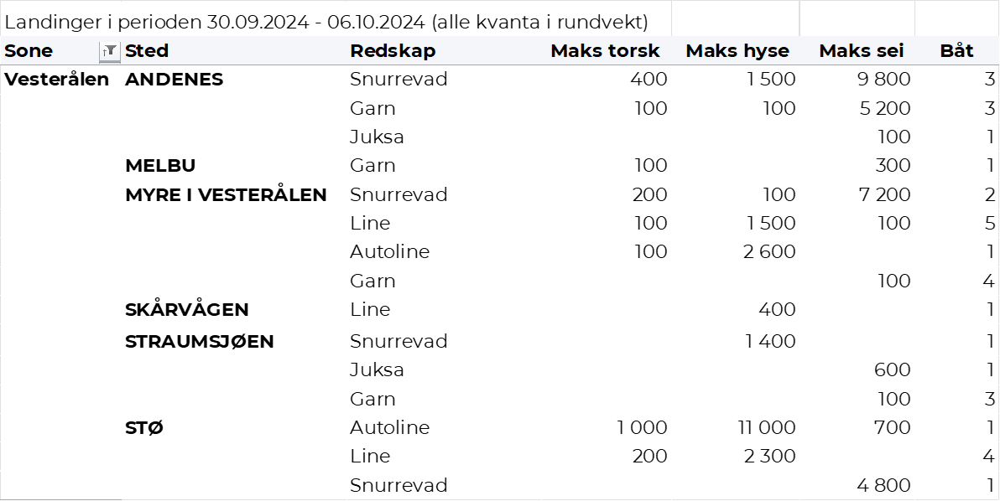 Landinger i perioden 30.09.2024 - 06.10.2024 (alle kvanta i rundvekt)
Sone Sted Redskap Maks torsk Maks hyse Maks sei Båt
Vesterålen ANDENES Snurrevad 400 1 500 9 800 3
Garn 100 100 5 200 3
Juksa 100 1
MELBU Garn 100 300 1
MYRE I VESTERÅLEN Snurrevad 200 100 7 200 2
Line 100 1 500 100 5
Autoline 100 2 600 1
Garn 100 4
SKÅRVÅGEN Line 400 1
STRAUMSJØEN Snurrevad 1 400 1
Juksa 600 1
Garn 100 3
STØ Autoline 1 000 11 000 700 1
Line 200 2 300 4
Snurrevad 4 800 1